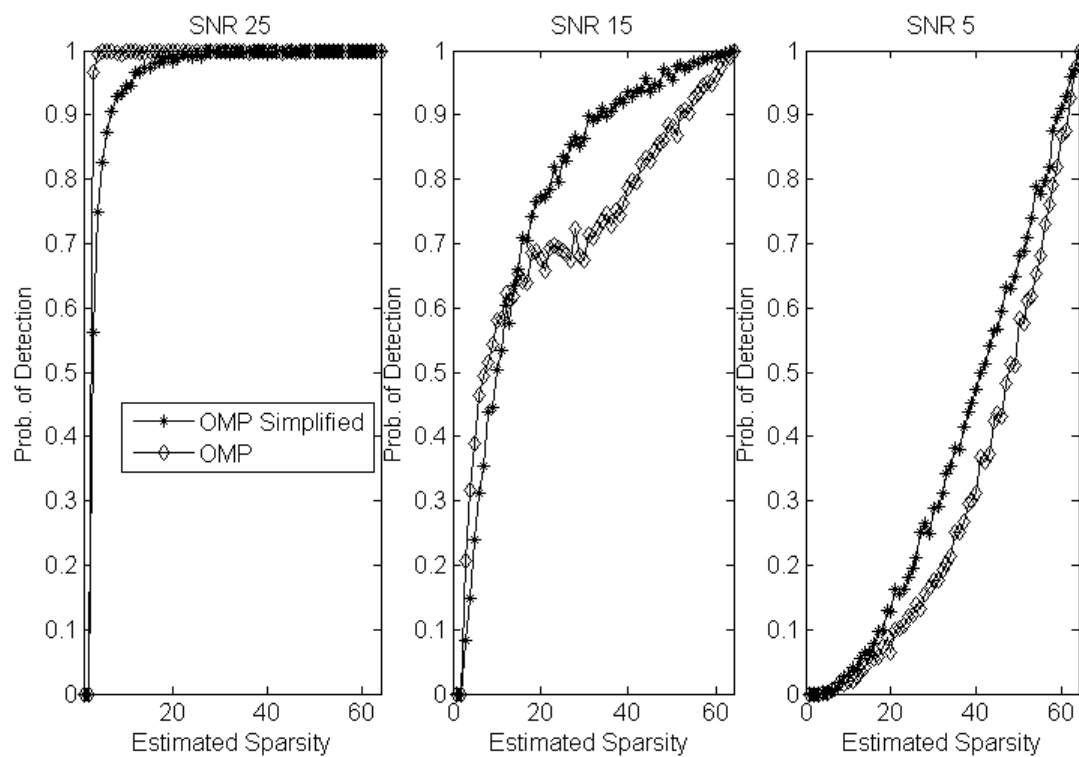 SNR 25
1
0.9
0.8
0.7
0.6
0.5
0.4
0.3
0.2
0.1
0
Prob. of Detection
OMP Simplified
OMP
0 20 40 60
Estimated Sparsity
SNR 15
1
0.9
0.8
0.7
0.6
0.5
0.4
0.3
0.2
0.1
0
Prob. of Detection
0 20 40 60
Estimated Sparsity
SNR 5
1
0.9
0.8
0.7
0.6
0.5
0.4
0.3
0.2
0.1
0
Prob. of Detection
0 20 40 60
Estimated Sparsity